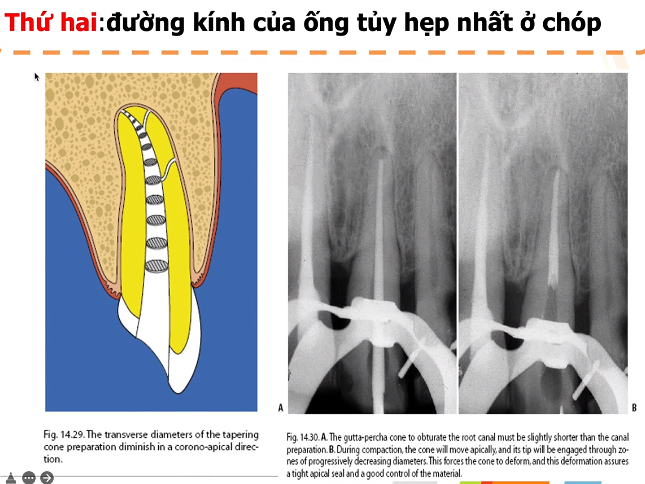 Thứ hai:đường kính của ống tủy hẹp nhất ở chóp
A
B
Fig. 14.29. The transverse diameters of the tapering
cone preparation diminish in a corono-apical direc-
tion.
Fig. 14.30. A. The gutta-percha cone to obturate the root canal must be slightly shorter than the canal
preparation. B. During compaction, the cone will move apically, and its tip will be engaged through zo-
nes of progressively decreasing diameters. This forces the cone to deform, and this deformation assures
a tight apical seal and a good control of the material.